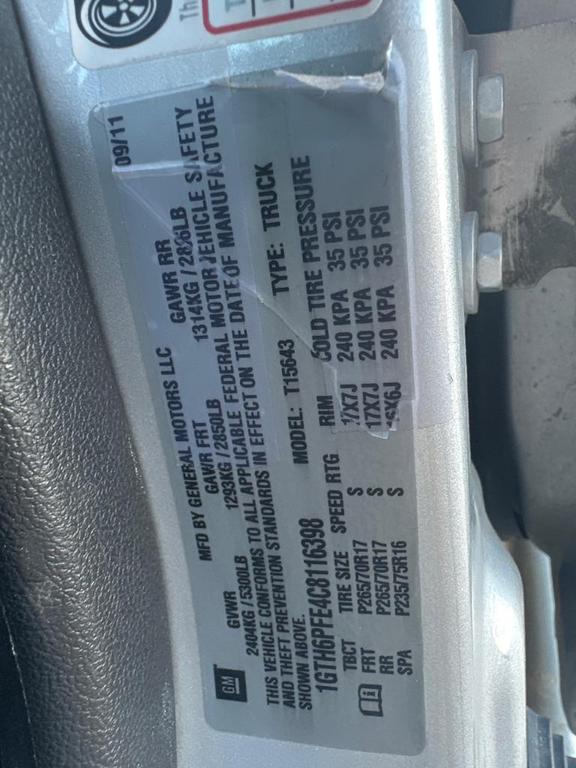 Th
GM
MFD BY GENERAL MOTORS LLC 09/11
GVWR GAWR FRT GAWR RR
2404KG / 5300LB 1293KG / 2850LB 1314KG / 2896LB
THIS VEHICLE CONFORMS TO ALL APPLICABLE FEDERAL MOTOR VEHICLE SAFETY
AND THEFT PREVENTION STANDARDS IN EFFECT ON THE DATE OF MANUFACTURE
SHOWN ABOVE.
1GTH6PFE4C8116398 MODEL: T15643 TYPE: TRUCK
TBCT TIRE SIZE SPEED RTG RIM COLD TIRE PRESSURE
FRT P265/70R17 S 17X7J 240 KPA 35 PSI
RR P265/70R17 S 17X7J 240 KPA 35 PSI
SPA P235/75R16 S 16X6J 240 KPA 35 PSI